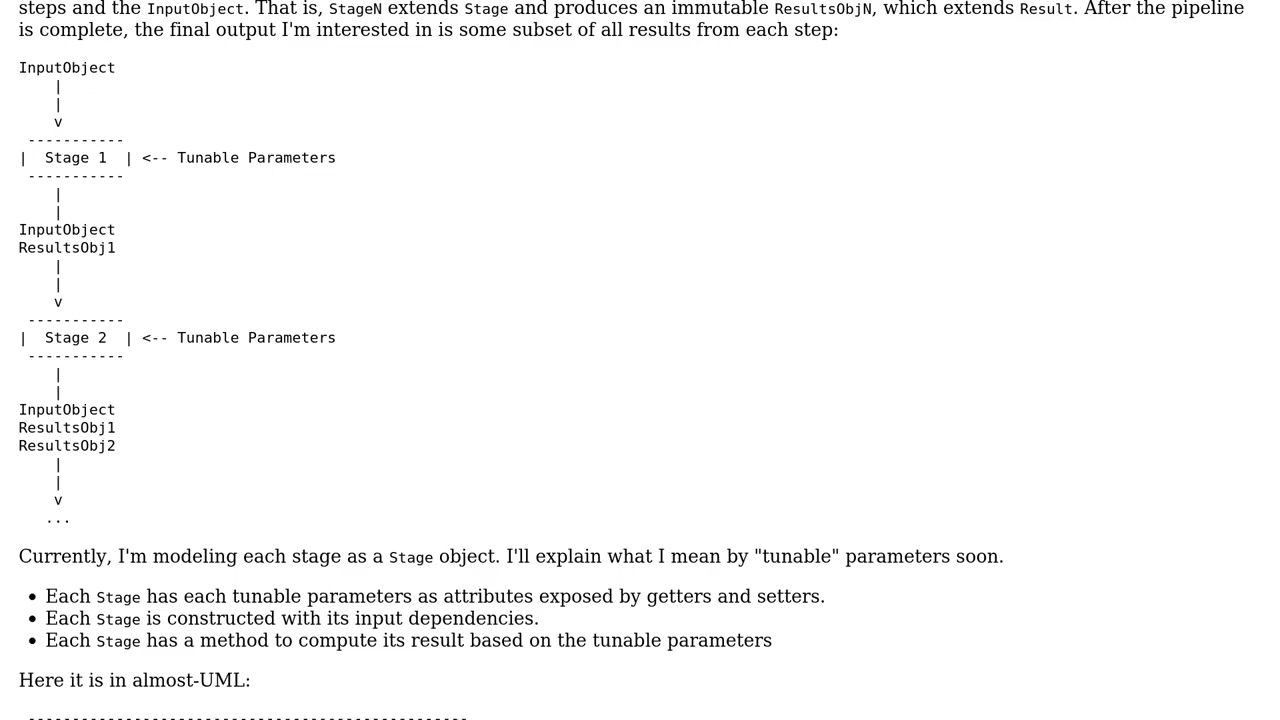 steps and the InputObject. That is, StageN extends Stage and produces an immutable ResultsObjN, which extends Result. After the pipeline
is complete, the final output I'm interested in is some subset of all results from each step:
InputObject
    |
    |
    v
 -----------
|  Stage 1  | <-- Tunable Parameters
 -----------
    |
    |
InputObject
ResultsObj1
    |
    |
    v
 -----------
|  Stage 2  | <-- Tunable Parameters
 -----------
    |
    |
InputObject
ResultsObj1
ResultsObj2
    |
    |
    v
   ...
Currently, I'm modeling each stage as a Stage object. I'll explain what I mean by "tunable" parameters soon.
• Each Stage has each tunable parameters as attributes exposed by getters and setters.
• Each Stage is constructed with its input dependencies.
• Each Stage has a method to compute its result based on the tunable parameters
Here it is in almost-UML:
 --------------------------------------------------